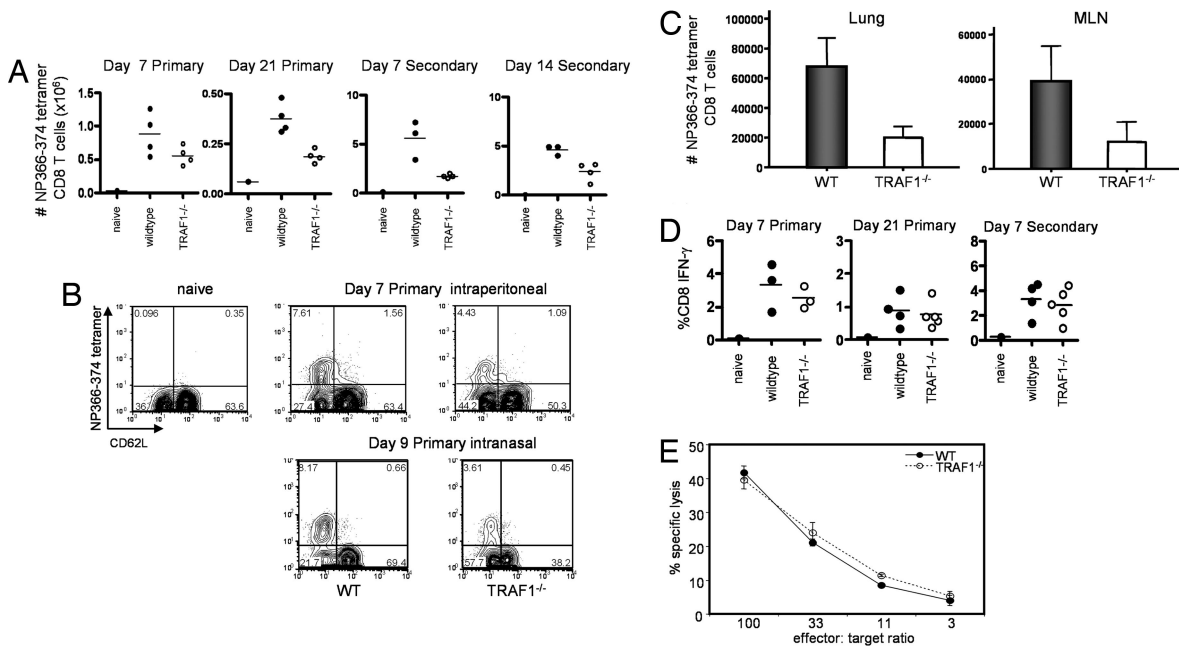 A
Day 7 Primary
Day 21 Primary
Day 7 Secondary
Day 14 Secondary
# NP366-374 tetramer
CD8 T cells (x10⁶)
1.5
1.0
0.5
0.0
0.50
0.25
0.00
10
5
0
10
5
0
naive
wildtype
TRAF1-/-
naive
wildtype
TRAF1-/-
naive
wildtype
TRAF1-/-
naive
wildtype
TRAF1-/-
B
naive
Day 7 Primary intraperitoneal
NP366-374 tetramer
CD62L
0.096 0.35
36 63.6
7.61 1.56
27.4 63.4
4.43 1.09
44.2 50.3
Day 9 Primary intranasal
8.17 0.66
21.7 69.4
3.61 0.45
57.7 38.2
WT
TRAF1-/-
C
Lung
MLN
# NP366-374 tetramer
CD8 T cells
100000
80000
60000
40000
20000
0
WT
TRAF1-/-
60000
40000
20000
0
WT
TRAF1-/-
D
Day 7 Primary
Day 21 Primary
Day 7 Secondary
%CD8 IFN-γ
6
4
2
0
3
2
1
0
8
6
4
2
0
naive
wildtype
TRAF1-/-
naive
wildtype
TRAF1-/-
naive
wildtype
TRAF1-/-
E
WT
TRAF1-/-
% specific lysis
50
40
30
20
10
0
100 33 11 3
effector: target ratio